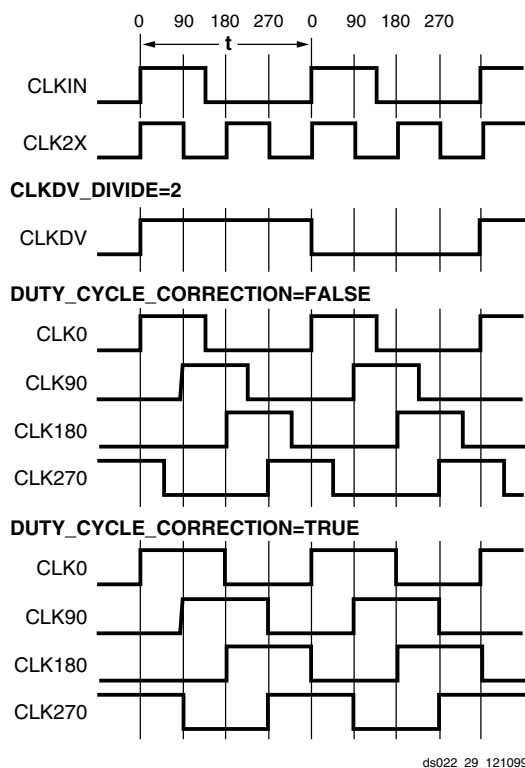 0 90 180 270 0 90 180 270
t
CLKIN
CLK2X
CLKDV_DIVIDE=2
CLKDV
DUTY_CYCLE_CORRECTION=FALSE
CLK0
CLK90
CLK180
CLK270
DUTY_CYCLE_CORRECTION=TRUE
CLK0
CLK90
CLK180
CLK270
ds022_29_121099